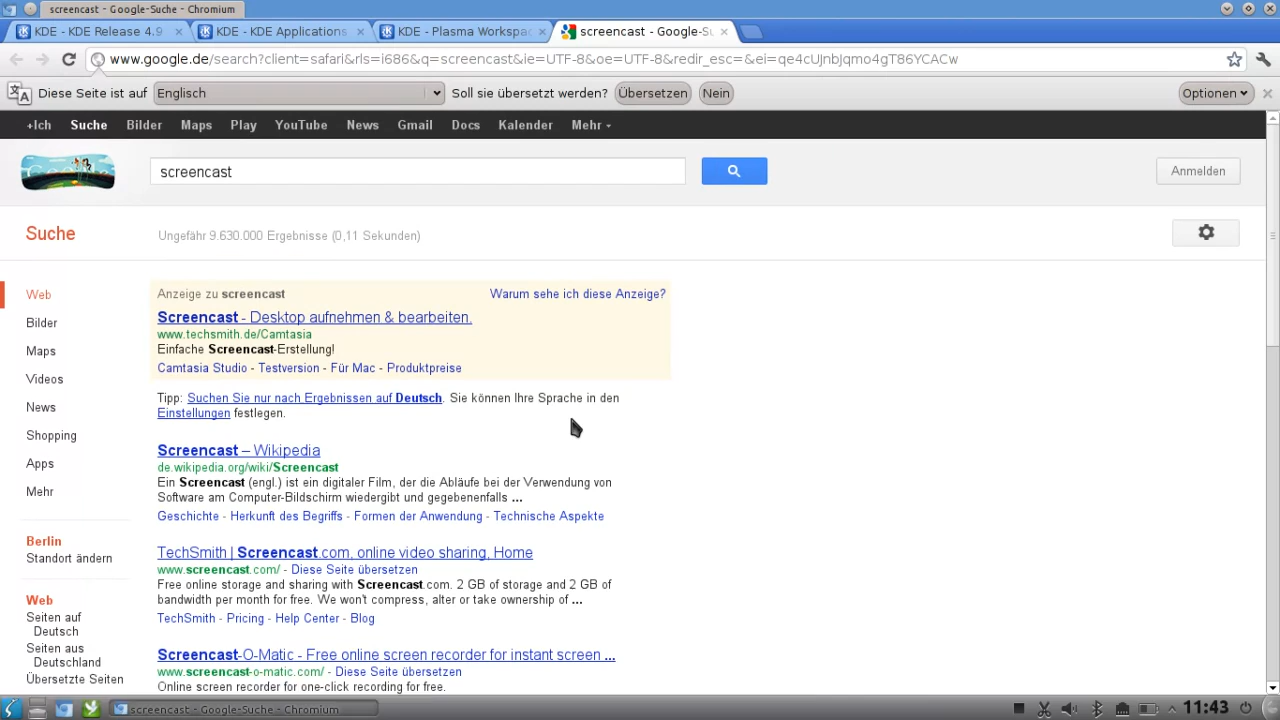 screencast - Google-Suche - Chromium
KDE - KDE Release 4.9
KDE - KDE Applications
KDE - Plasma Workspac
screencast - Google-Su
www.google.de/search?client=safari&rls=i686&q=screencast&ie=UTF-8&oe=UTF-8&redir_esc=&ei=qe4cUJnbJqmo4gT86YCACw
Diese Seite ist auf Englisch Soll sie übersetzt werden? Übersetzen Nein Optionen
+Ich Suche Bilder Maps Play YouTube News Gmail Docs Kalender Mehr
screencast
Anmelden
Suche
Ungefähr 9.630.000 Ergebnisse (0,11 Sekunden)
Web
Bilder
Maps
Videos
News
Shopping
Apps
Mehr
Berlin
Standort ändern
Web
Seiten auf
Deutsch
Seiten aus
Deutschland
Übersetzte Seiten
Anzeige zu screencast
Warum sehe ich diese Anzeige?
Screencast - Desktop aufnehmen & bearbeiten.
www.techsmith.de/Camtasia
Einfache Screencast-Erstellung!
Camtasia Studio - Testversion - Für Mac - Produktpreise
Tipp: Suchen Sie nur nach Ergebnissen auf Deutsch. Sie können Ihre Sprache in den
Einstellungen festlegen.
Screencast – Wikipedia
de.wikipedia.org/wiki/Screencast
Ein Screencast (engl.) ist ein digitaler Film, der die Abläufe bei der Verwendung von
Software am Computer-Bildschirm wiedergibt und gegebenenfalls ...
Geschichte - Herkunft des Begriffs - Formen der Anwendung - Technische Aspekte
TechSmith | Screencast.com, online video sharing, Home
www.screencast.com/ - Diese Seite übersetzen
Free online storage and sharing with Screencast.com. 2 GB of storage and 2 GB of
bandwidth per month for free. We won't compress, alter or take ownership of ...
TechSmith - Pricing - Help Center - Blog
Screencast-O-Matic - Free online screen recorder for instant screen ...
www.screencast-o-matic.com/ - Diese Seite übersetzen
Online screen recorder for one-click recording for free.
screencast - Google-Suche - Chromium
11:43